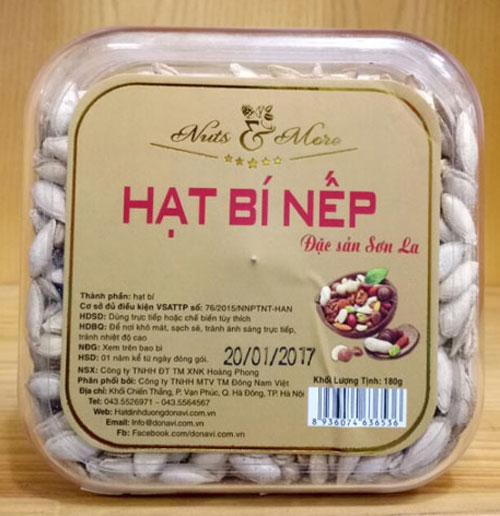 Nuts & More
HẠT BÍ NẾP
Đặc sản Sơn La
Thành phần: hạt bí
Cơ sở đủ điều kiện VSATTP số: 76/2015/NNPTNT-HAN
HDSD: Dùng trực tiếp hoặc chế biến tùy thích
HDBQ: Để nơi khô mát, sạch sẽ, tránh ánh sáng trực tiếp,
tránh nhiệt độ cao
NĐG: Xem trên bao bì
HSD: 01 năm kể từ ngày đóng gói.
20/01/2017
NSX: Công ty TNHH ĐT TM XNK Hoàng Phong
Phân phối bởi: Công ty TNHH MTV TM Đông Nam Việt
Địa chỉ: Khối Chiến Thắng, P. Vạn Phúc, Q. Hà Đông, TP. Hà Nội
Tel: 043.5526971 - 043.5564567
Web: Hatdinhduongdonavi.com.vn
Email: Info@donavi.com.vn
Fb: Facebook.com/donavi.com.vn
Khối Lượng Tịnh: 180g
8 936074 636536